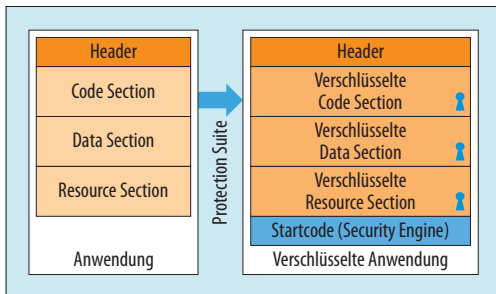 Header
Code Section
Data Section
Resource Section
Anwendung
Protection Suite
Header
Verschlüsselte
Code Section
Verschlüsselte
Data Section
Verschlüsselte
Resource Section
Startcode (Security Engine)
Verschlüsselte Anwendung